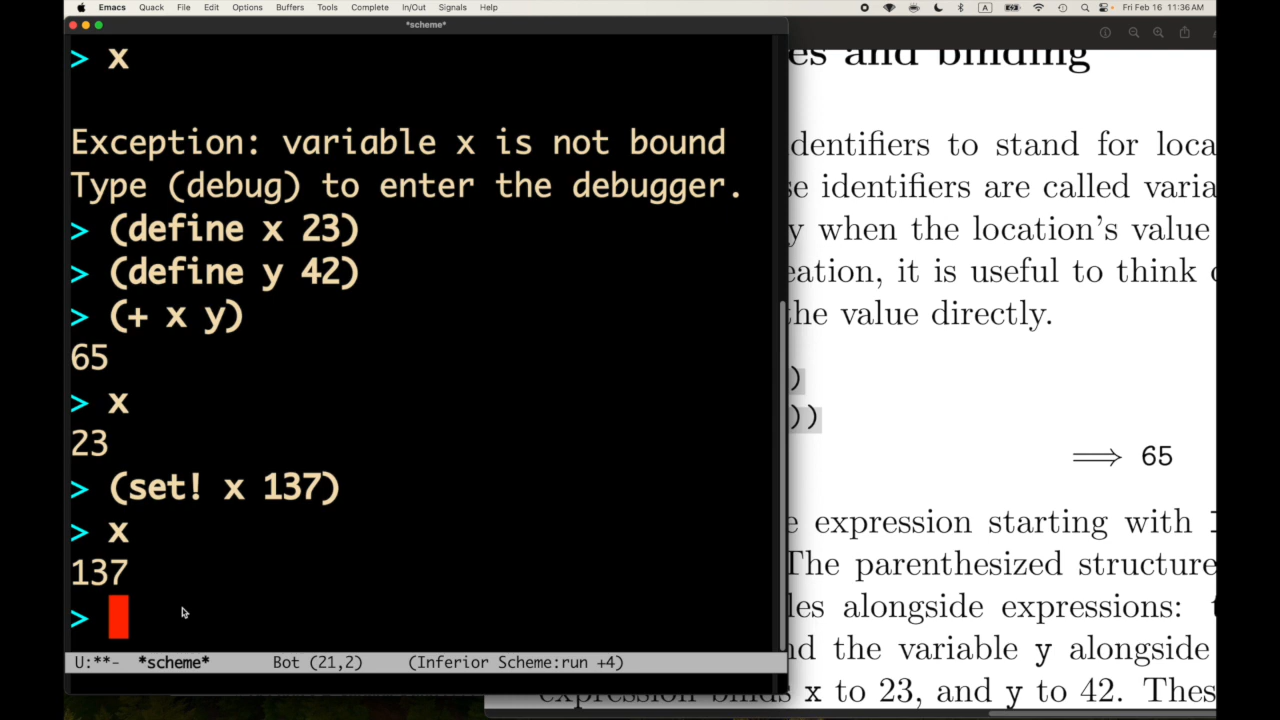 Emacs Quack File Edit Options Buffers Tools Complete In/Out Signals Help
A Fri Feb 16 11:36 AM
*scheme*
> x
Exception: variable x is not bound
Type (debug) to enter the debugger.
> (define x 23)
> (define y 42)
> (+ x y)
65
> x
23
> (set! x 137)
> x
137
>
U:**- *scheme* Bot (21,2) (Inferior Scheme:run +4)
es and binding
dentifiers to stand for loca
se identifiers are called varia
y when the location's value
eation, it is useful to think
the value directly.
)
))
⟹ 65
e expression starting with
The parenthesized structure
les alongside expressions:
nd the variable y alongside
expression binds x to 23, and y to 42. Thes